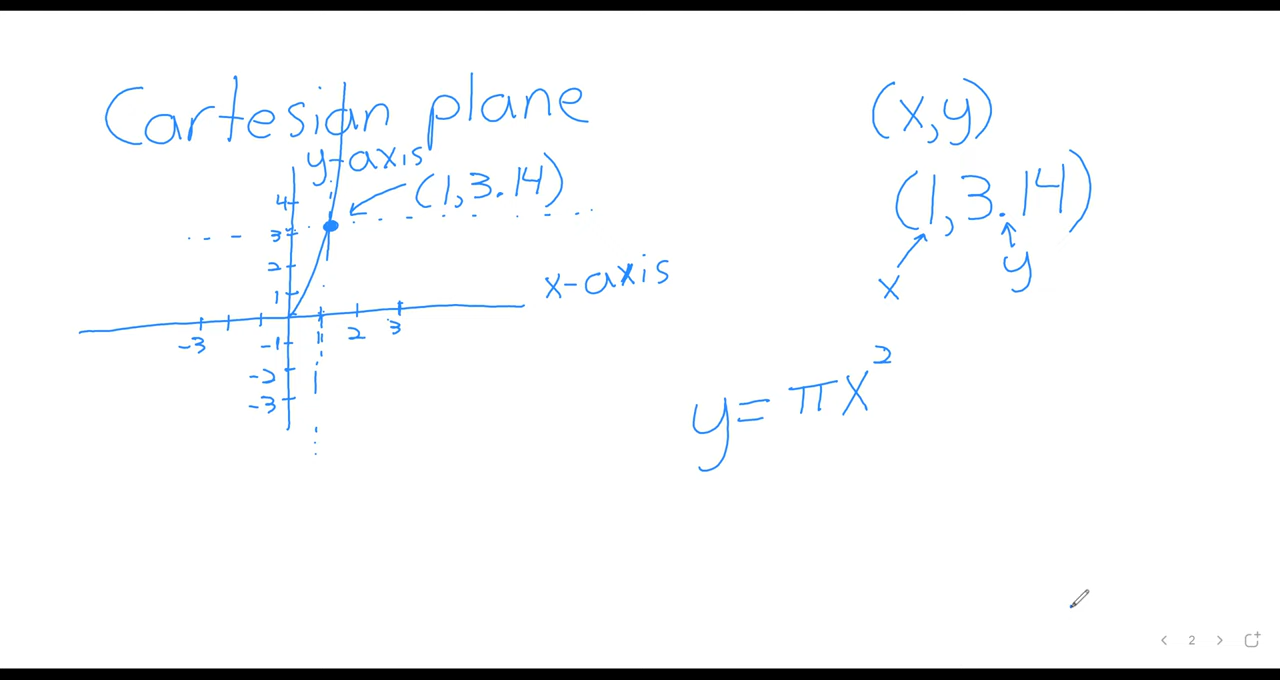 Cartesian plane
y-axis
(1,3.14)
4
3
2
1
x-axis
-3
1
2
3
-1
-2
-3
(x,y)
(1,3.14)
x
y
y=πx²
2